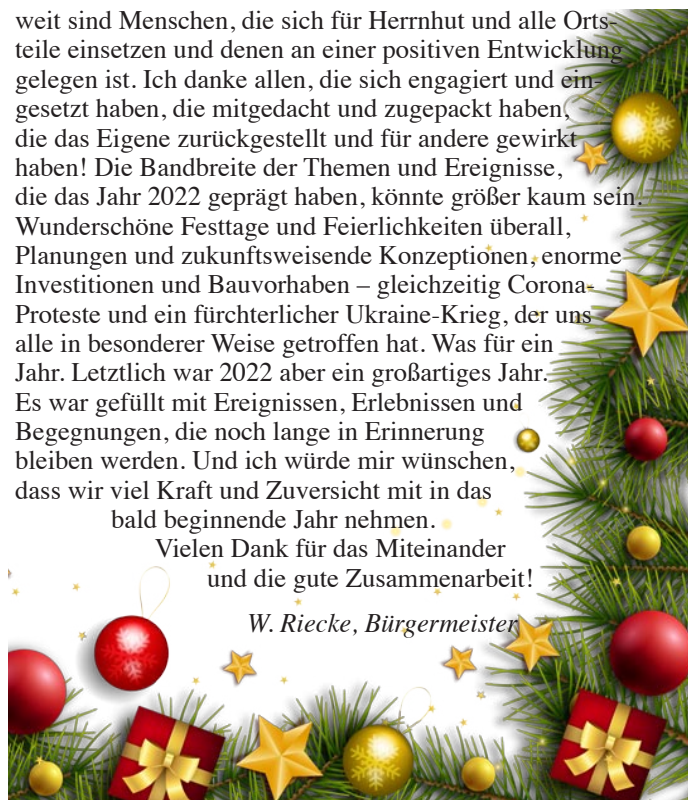 weit sind Menschen, die sich für Herrnhut und alle Orts-
teile einsetzen und denen an einer positiven Entwicklung
gelegen ist. Ich danke allen, die sich engagiert und ein-
gesetzt haben, die mitgedacht und zugepackt haben,
die das Eigene zurückgestellt und für andere gewirkt
haben! Die Bandbreite der Themen und Ereignisse,
die das Jahr 2022 geprägt haben, könnte größer kaum sein.
Wunderschöne Festtage und Feierlichkeiten überall,
Planungen und zukunftsweisende Konzeptionen, enorme
Investitionen und Bauvorhaben – gleichzeitig Corona-
Proteste und ein fürchterlicher Ukraine-Krieg, der uns
alle in besonderer Weise getroffen hat. Was für ein
Jahr. Letztlich war 2022 aber ein großartiges Jahr.
Es war gefüllt mit Ereignissen, Erlebnissen und
Begegnungen, die noch lange in Erinnerung
bleiben werden. Und ich würde mir wünschen,
dass wir viel Kraft und Zuversicht mit in das
bald beginnende Jahr nehmen.
Vielen Dank für das Miteinander
und die gute Zusammenarbeit!
W. Riecke, Bürgermeister